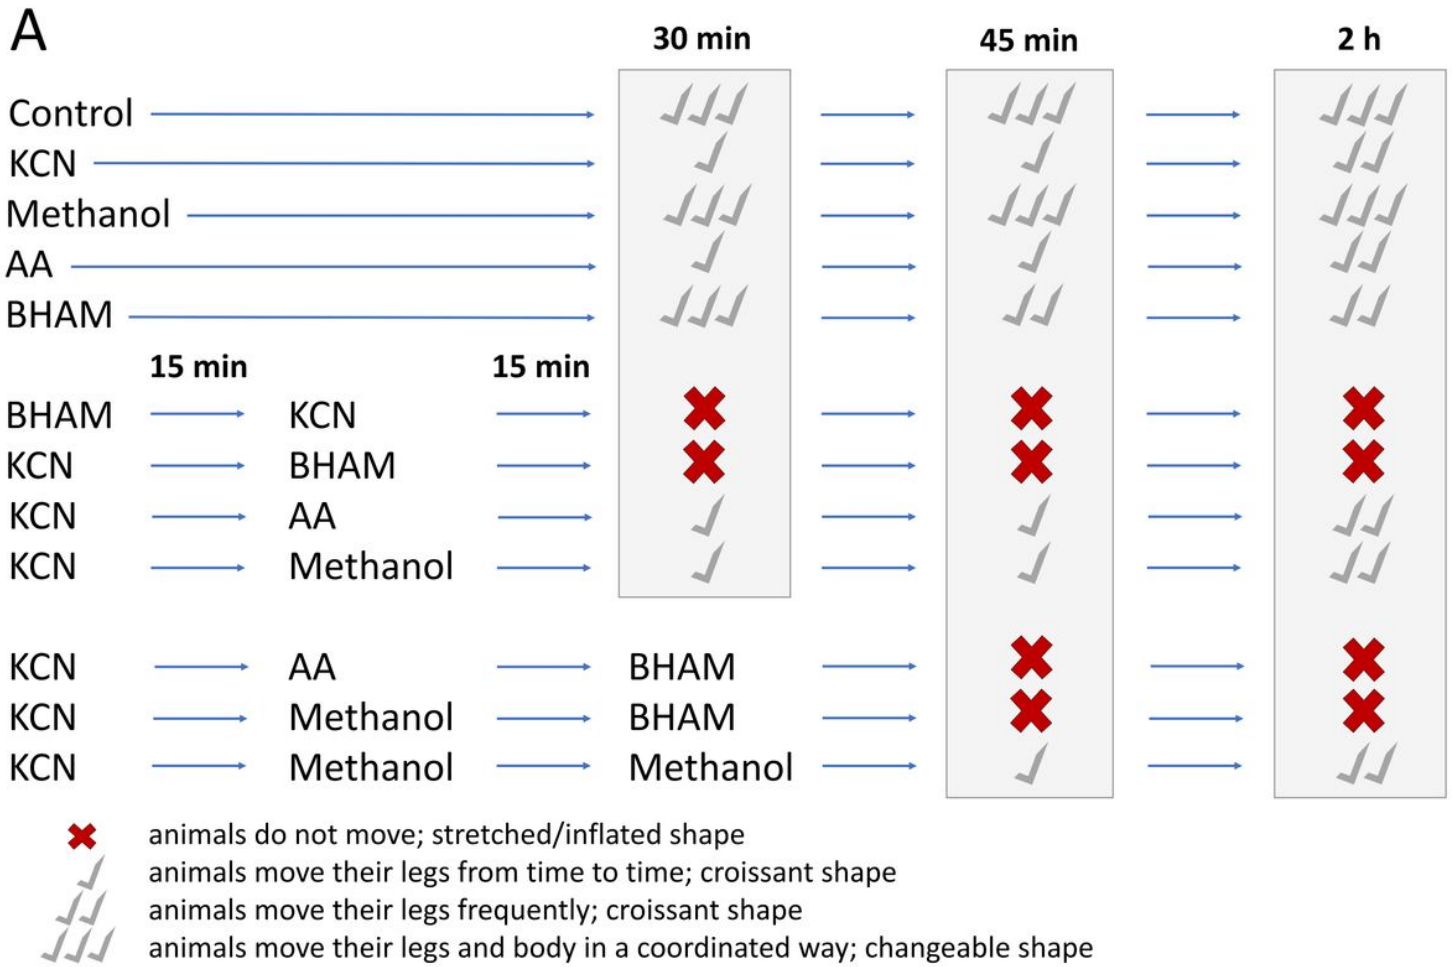 A
30 min 45 min 2 h
Control
KCN
Methanol
AA
BHAM
15 min 15 min
BHAM KCN
KCN BHAM
KCN AA
KCN Methanol
KCN AA BHAM
KCN Methanol BHAM
KCN Methanol Methanol
animals do not move; stretched/inflated shape
animals move their legs from time to time; croissant shape
animals move their legs frequently; croissant shape
animals move their legs and body in a coordinated way; changeable shape